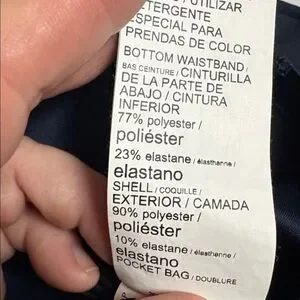 UTILIZAR
DETERGENTE
ESPECIAL PARA
PRENDAS DE COLOR
BOTTOM WAISTBAND /
BAS CEINTURE / CINTURILLA
DE LA PARTE DE
ABAJO / CINTURA
INFERIOR
77% polyester /
poliéster
23% elastane / élasthanne /
elastano
SHELL / COQUILLE /
EXTERIOR / CAMADA
90% polyester /
poliéster
10% elastane / élasthanne /
elastano
POCKET BAG / DOUBLURE